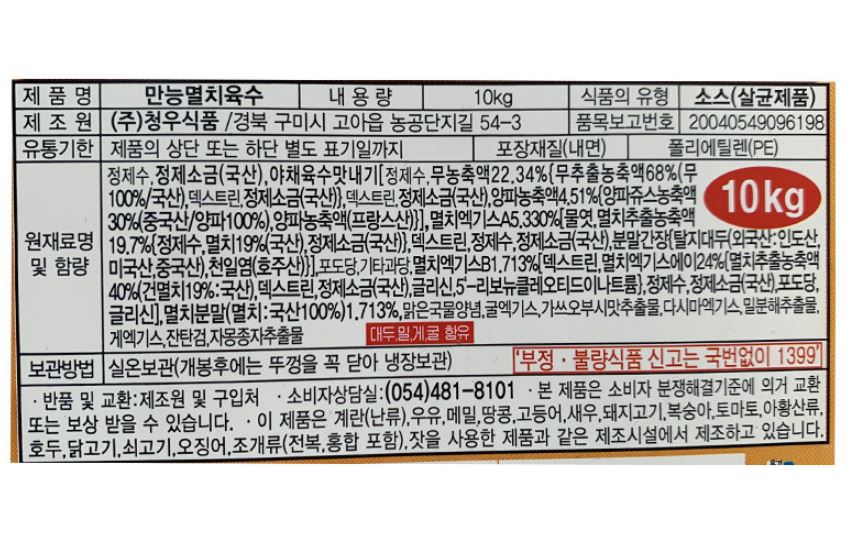 제 품 명 만능멸치육수 내 용 량 10kg 식품의 유형 소스(살균제품)
제 조 원 (주)청우식품 /경북 구미시 고아읍 농공단지길 54-3 품목보고번호 20040549096198
유통기한 제품의 상단 또는 하단 별도 표기일까지 포장재질(내면) 폴리에틸렌(PE)
원재료명 및 함량
정제수,정제소금(국산),야채육수맛내기[정제수,무농축액22.34%{무추출농축액68%(무
100%/국산),덱스트린,정제소금(국산)},덱스트린,정제소금(국산),양파농축액4.51%{양파쥬스농축액
30%(중국산/양파100%),양파농축액(프랑스산)}],멸치엑기스A5.330%[물엿,멸치추출농축액
19.7%{정제수,멸치19%(국산),정제소금(국산)},덱스트린,정제수,정제소금(국산),분말간장{탈지대두(외국산:인도산,
미국산,중국산),천일염(호주산)}],포도당,기타과당,멸치엑기스B1.713%[덱스트린,멸치엑기스에이24%{멸치추출농축액
40%(건멸치19%:국산),덱스트린,정제소금(국산),글리신,5'-리보뉴클레오티드이나트륨},정제수,정제소금(국산),포도당,
글리신],멸치분말(멸치:국산100%)1.713%,맑은국물양념,굴엑기스,가쓰오부시맛추출물,다시마엑기스,밀분해추출물,
게엑기스,잔탄검,자몽종자추출물 대두,밀,게,굴 함유
10kg
보관방법 실온보관(개봉후에는 뚜껑을 꼭 닫아 냉장보관) '부정·불량식품 신고는 국번없이 1399'
·반품 및 교환:제조원 및 구입처 ·소비자상담실:(054)481-8101 ·본 제품은 소비자 분쟁해결기준에 의거 교환
또는 보상 받을 수 있습니다. ·이 제품은 계란(난류),우유,메밀,땅콩,고등어,새우,돼지고기,복숭아,토마토,아황산류,
호두,닭고기,쇠고기,오징어,조개류(전복,홍합 포함),잣을 사용한 제품과 같은 제조시설에서 제조하고 있습니다.